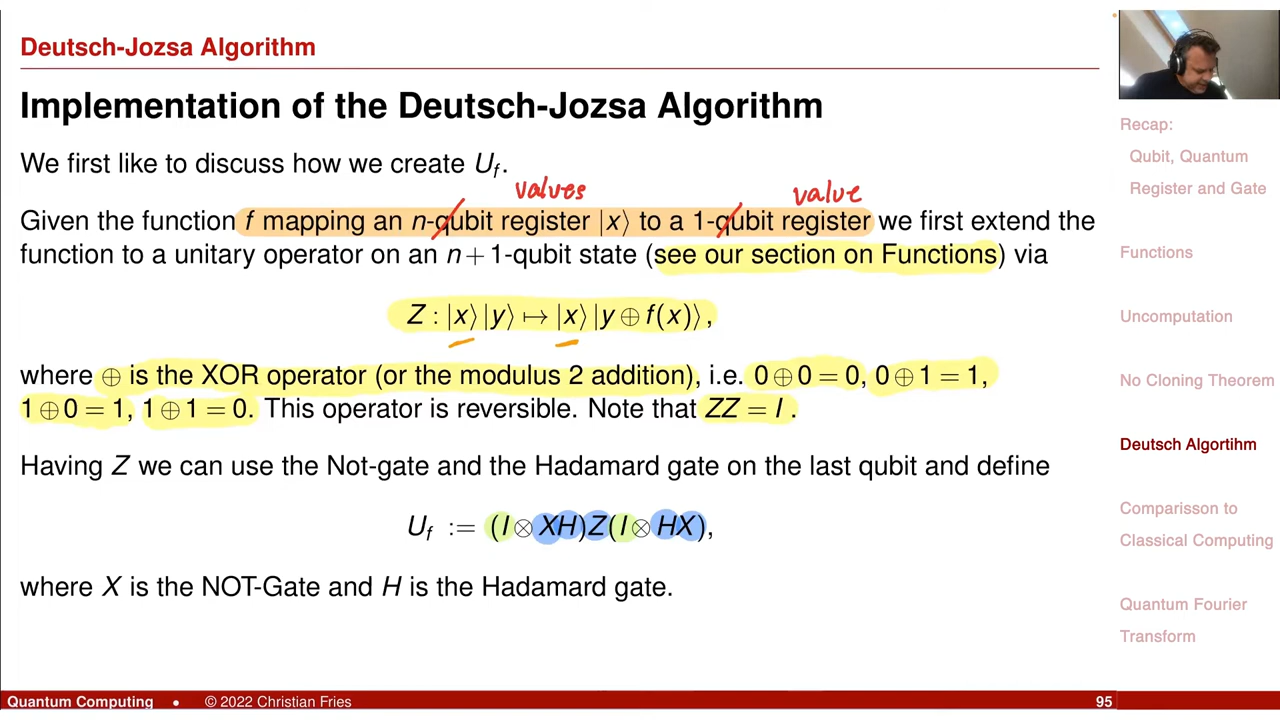 Deutsch-Jozsa Algorithm
Implementation of the Deutsch-Jozsa Algorithm
We first like to discuss how we create U_f.
values value
Given the function f mapping an n-qubit register |x⟩ to a 1-qubit register we first extend the
function to a unitary operator on an n+1-qubit state (see our section on Functions) via
Z : |x⟩ |y⟩ ↦ |x⟩ |y ⊕ f(x)⟩,
where ⊕ is the XOR operator (or the modulus 2 addition), i.e. 0⊕0 = 0, 0⊕1 = 1,
1⊕0 = 1, 1⊕1 = 0. This operator is reversible. Note that ZZ = I .
Having Z we can use the Not-gate and the Hadamard gate on the last qubit and define
U_f := (I⊗XH)Z(I⊗HX),
where X is the NOT-Gate and H is the Hadamard gate.
Recap:
Qubit, Quantum
Register and Gate
Functions
Uncomputation
No Cloning Theorem
Deutsch Algortihm
Comparisson to
Classical Computing
Quantum Fourier
Transform
Quantum Computing • © 2022 Christian Fries 95